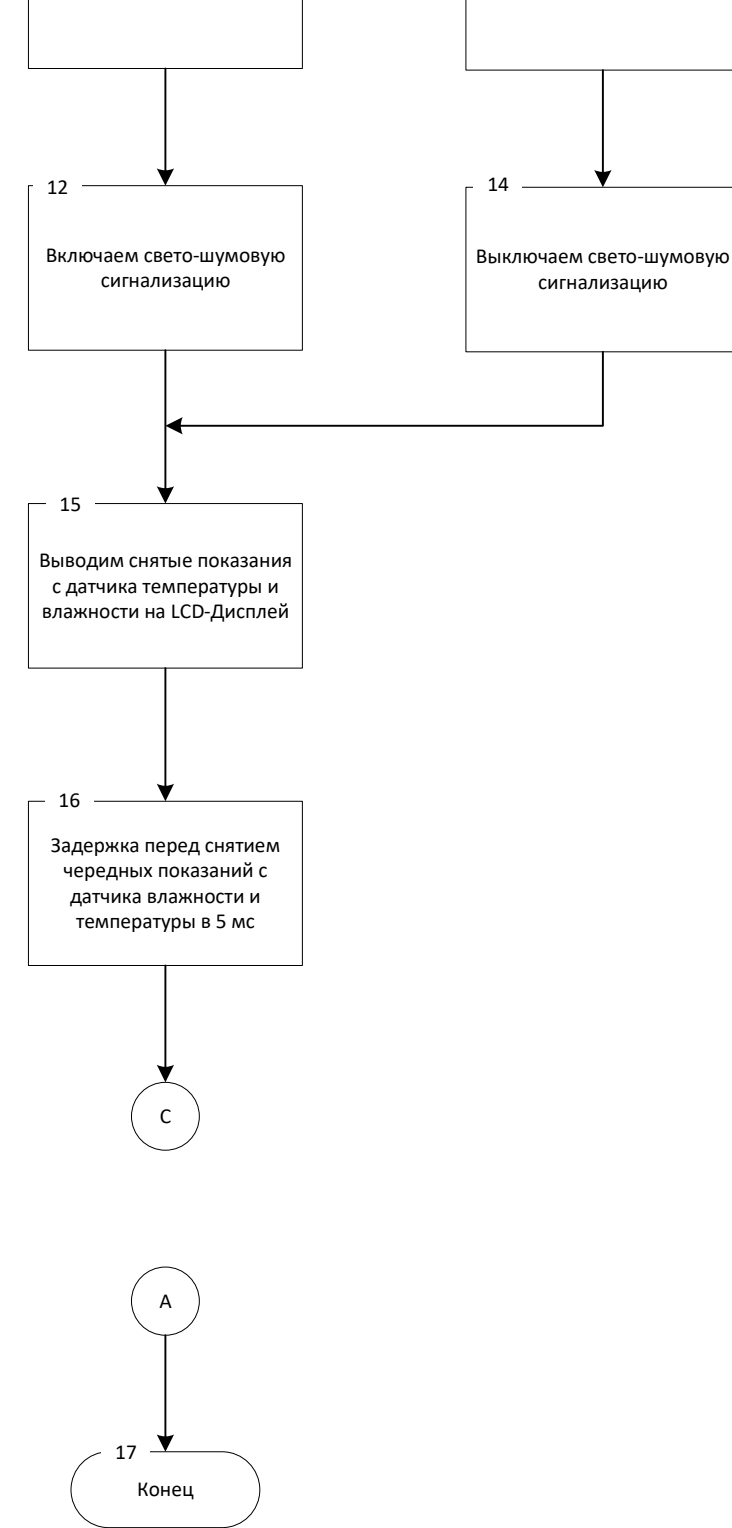 12
Включаем свето-шумовую
сигнализацию
14
Выключаем свето-шумовую
сигнализацию
15
Выводим снятые показания
с датчика температуры и
влажности на LCD-Дисплей
16
Задержка перед снятием
чередных показаний с
датчика влажности и
температуры в 5 мс
С
А
17
Конец